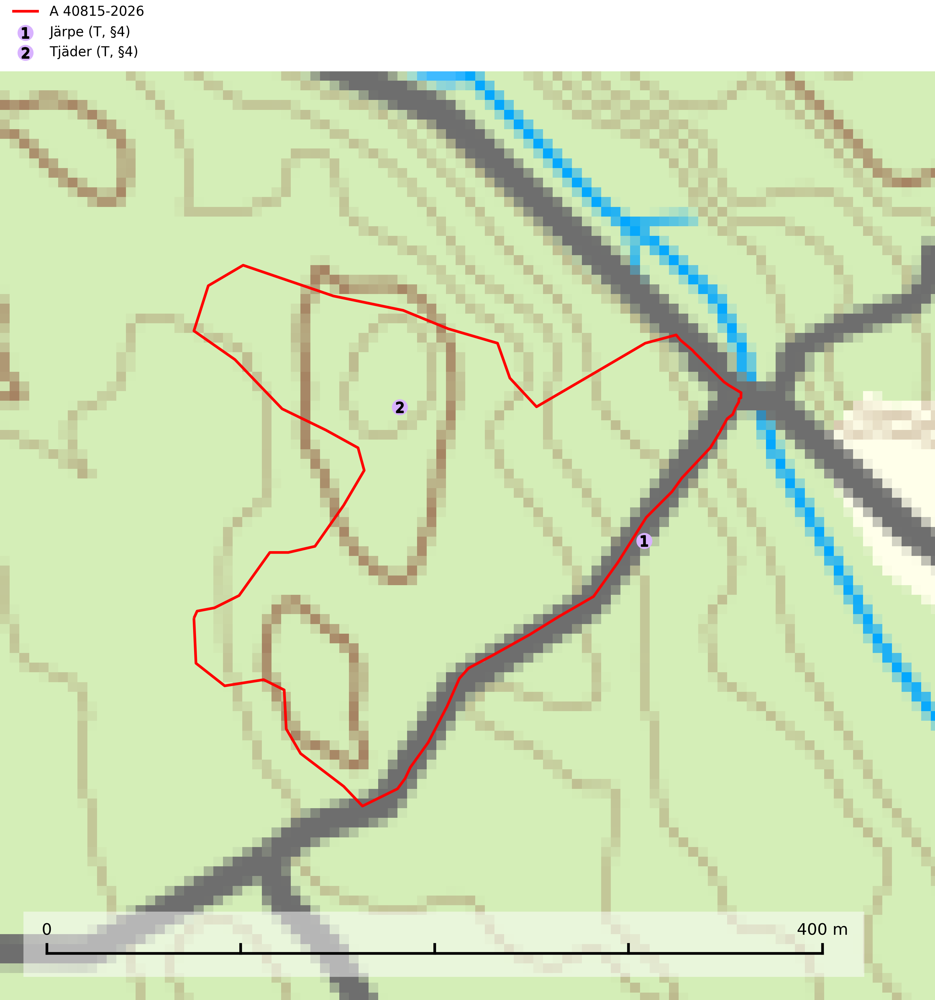 A 40815-2026
1 Järpe (T, §4)
2 Tjäder (T, §4)
2
1
0 400 m